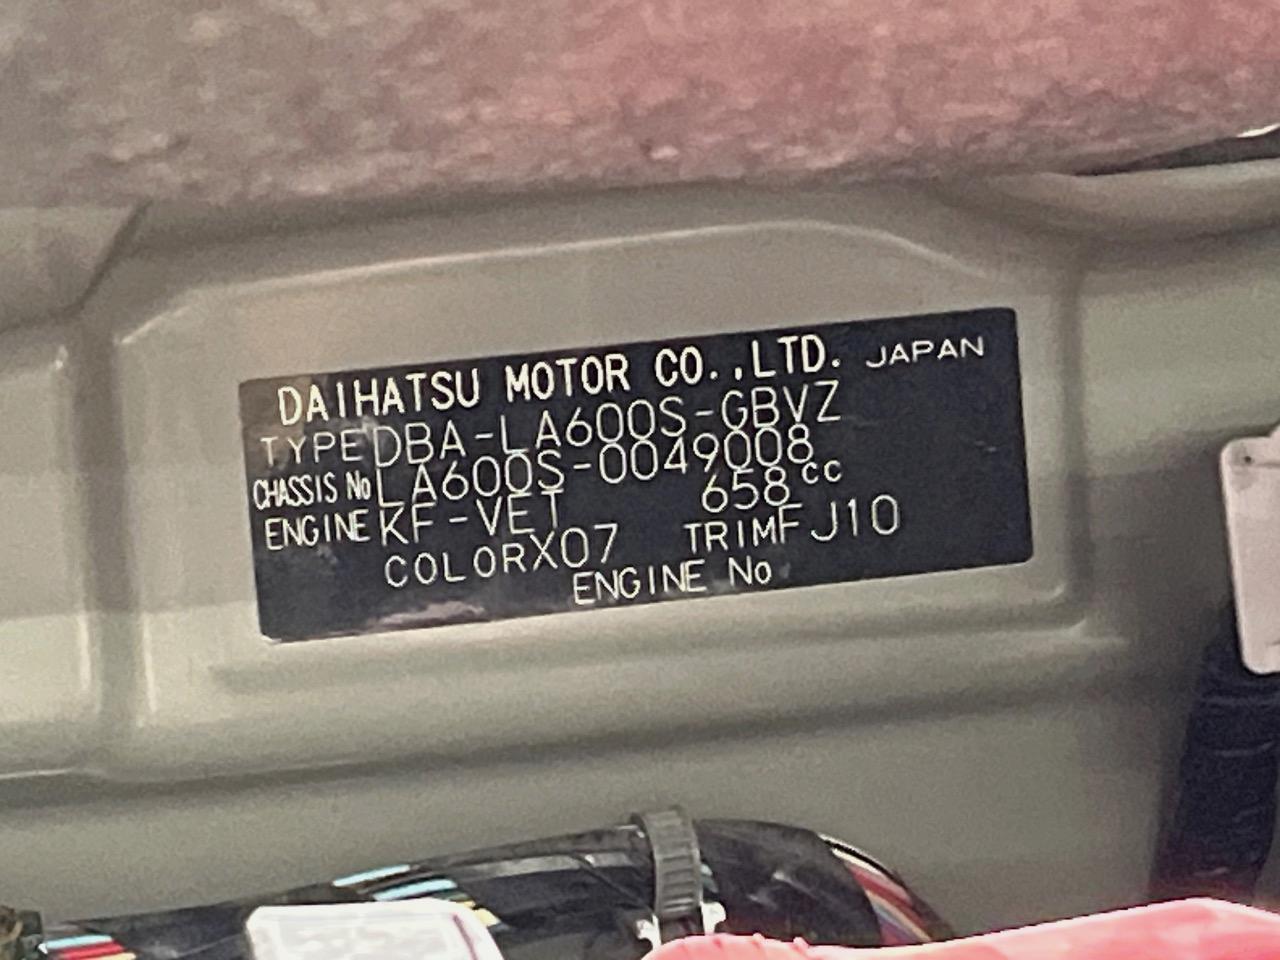 DAIHATSU MOTOR CO.,LTD. JAPAN
TYPE DBA-LA600S-GBVZ
CHASSIS No LA600S-0049008
ENGINE KF-VET 658cc
COLOR X07 TRIM FJ10
ENGINE No